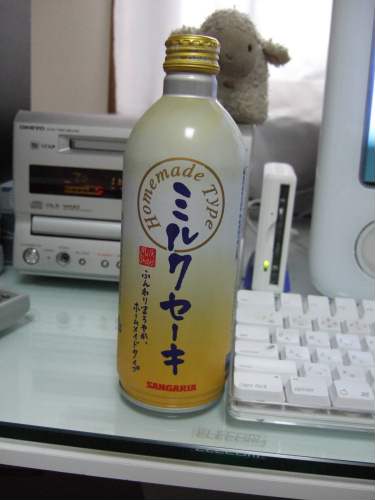 ONKYO
Homemade Type
ミルクセーキ
ふんわりまろやか、
ホームメイドタイプ
SANGARIA